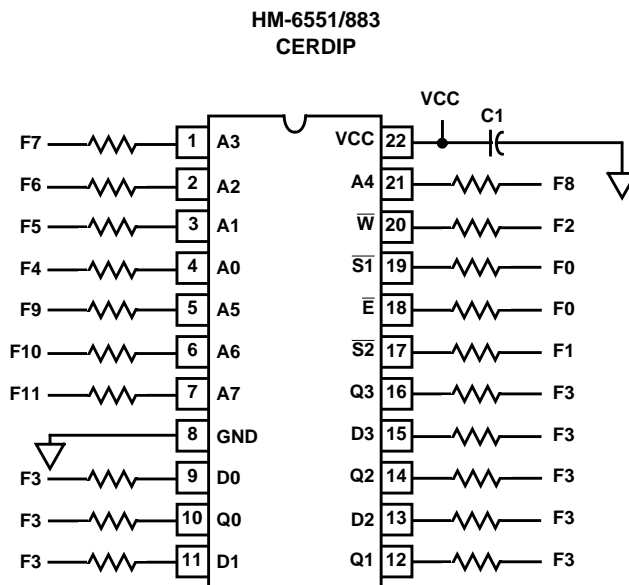 HM-6551/883
CERDIP
VCC
C1
F7 1 A3 VCC 22
F6 2 A2 A4 21 F8
F5 3 A1 W̅ 20 F2
F4 4 A0 S1̅ 19 F0
F9 5 A5 E̅ 18 F0
F10 6 A6 S2̅ 17 F1
F11 7 A7 Q3 16 F3
8 GND D3 15 F3
F3 9 D0 Q2 14 F3
F3 10 Q0 D2 13 F3
F3 11 D1 Q1 12 F3